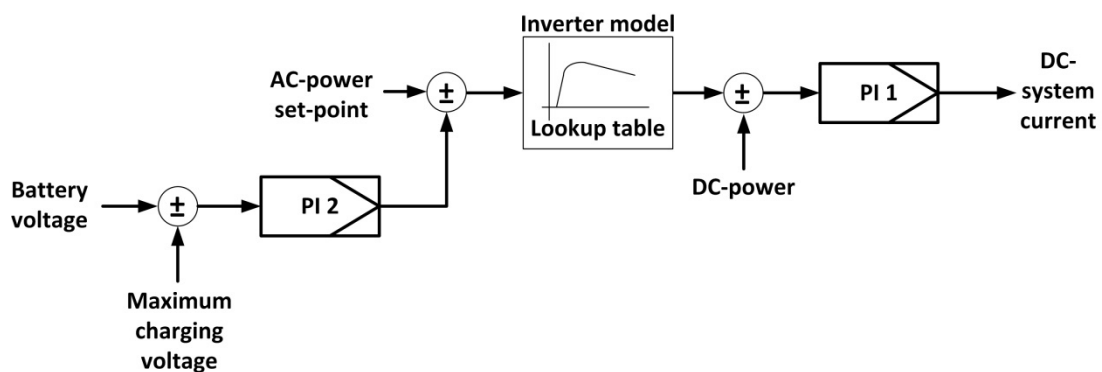 Inverter model
AC-power
set-point
±
Lookup table
±
DC-power
PI 1
DC-
system
current
Battery
voltage
±
PI 2
Maximum
charging
voltage